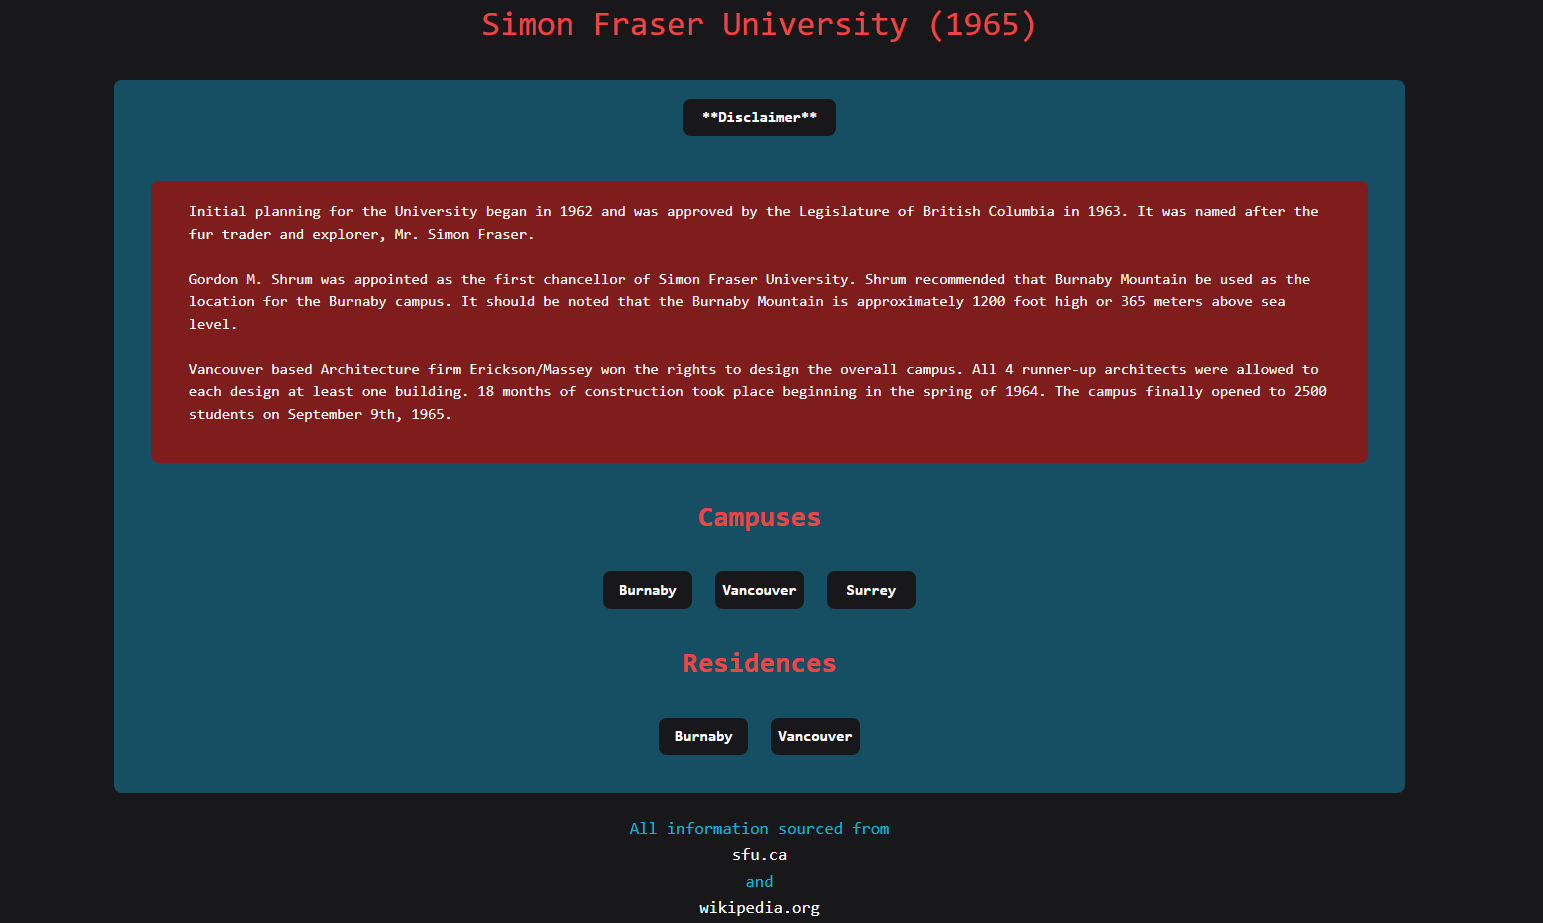 Simon Fraser University (1965)
**Disclaimer**
Initial planning for the University began in 1962 and was approved by the Legislature of British Columbia in 1963. It was named after the
fur trader and explorer, Mr. Simon Fraser.
Gordon M. Shrum was appointed as the first chancellor of Simon Fraser University. Shrum recommended that Burnaby Mountain be used as the
location for the Burnaby campus. It should be noted that the Burnaby Mountain is approximately 1200 foot high or 365 meters above sea
level.
Vancouver based Architecture firm Erickson/Massey won the rights to design the overall campus. All 4 runner-up architects were allowed to
each design at least one building. 18 months of construction took place beginning in the spring of 1964. The campus finally opened to 2500
students on September 9th, 1965.
Campuses
Burnaby Vancouver Surrey
Residences
Burnaby Vancouver
All information sourced from
sfu.ca
and
wikipedia.org